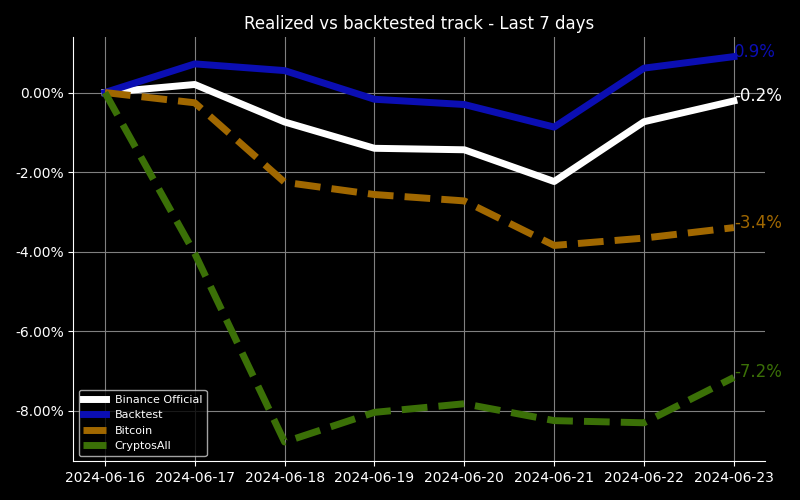 Realized vs backtested track - Last 7 days
0.9%
0.00%
-0.2%
-2.00%
-3.4%
-4.00%
-6.00%
-7.2%
-8.00%
Binance Official
Backtest
Bitcoin
CryptosAll
2024-06-16 2024-06-17 2024-06-18 2024-06-19 2024-06-20 2024-06-21 2024-06-22 2024-06-23